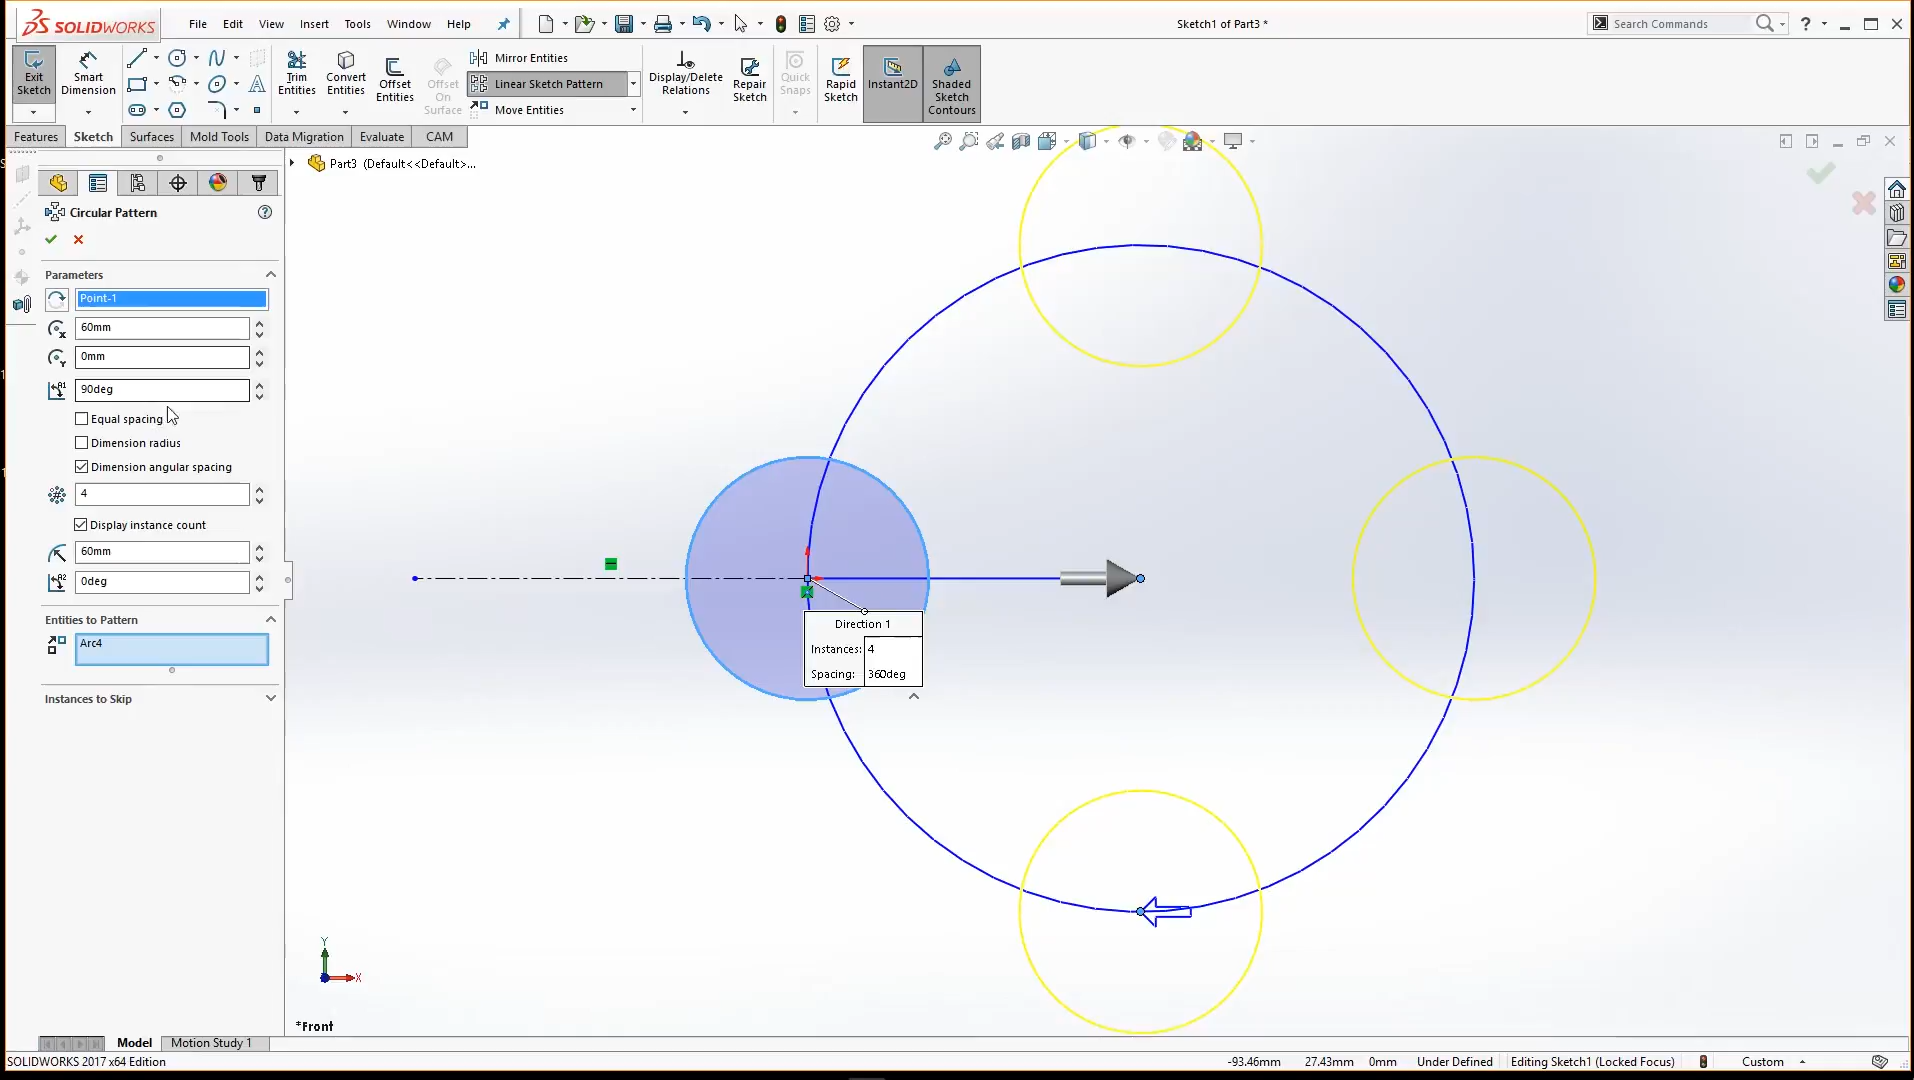 SOLIDWORKS
File Edit View Insert Tools Window Help
Sketch1 of Part3 *
Search Commands
Exit Sketch
Smart Dimension
Trim Entities
Convert Entities
Offset Entities
Offset On Surface
Mirror Entities
Linear Sketch Pattern
Move Entities
Display/Delete Relations
Repair Sketch
Quick Snaps
Rapid Sketch
Instant2D
Shaded Sketch Contours
Features Sketch Surfaces Mold Tools Data Migration Evaluate CAM
Part3 (Default<<Default>...
Circular Pattern
Parameters
Point-1
60mm
0mm
90deg
Equal spacing
Dimension radius
Dimension angular spacing
4
Display instance count
60mm
0deg
Entities to Pattern
Arc4
Instances to Skip
Direction 1
Instances: 4
Spacing: 360deg
Y
X
*Front
Model Motion Study 1
SOLIDWORKS 2017 x64 Edition
-93.46mm 27.43mm 0mm Under Defined Editing Sketch1 (Locked Focus) Custom